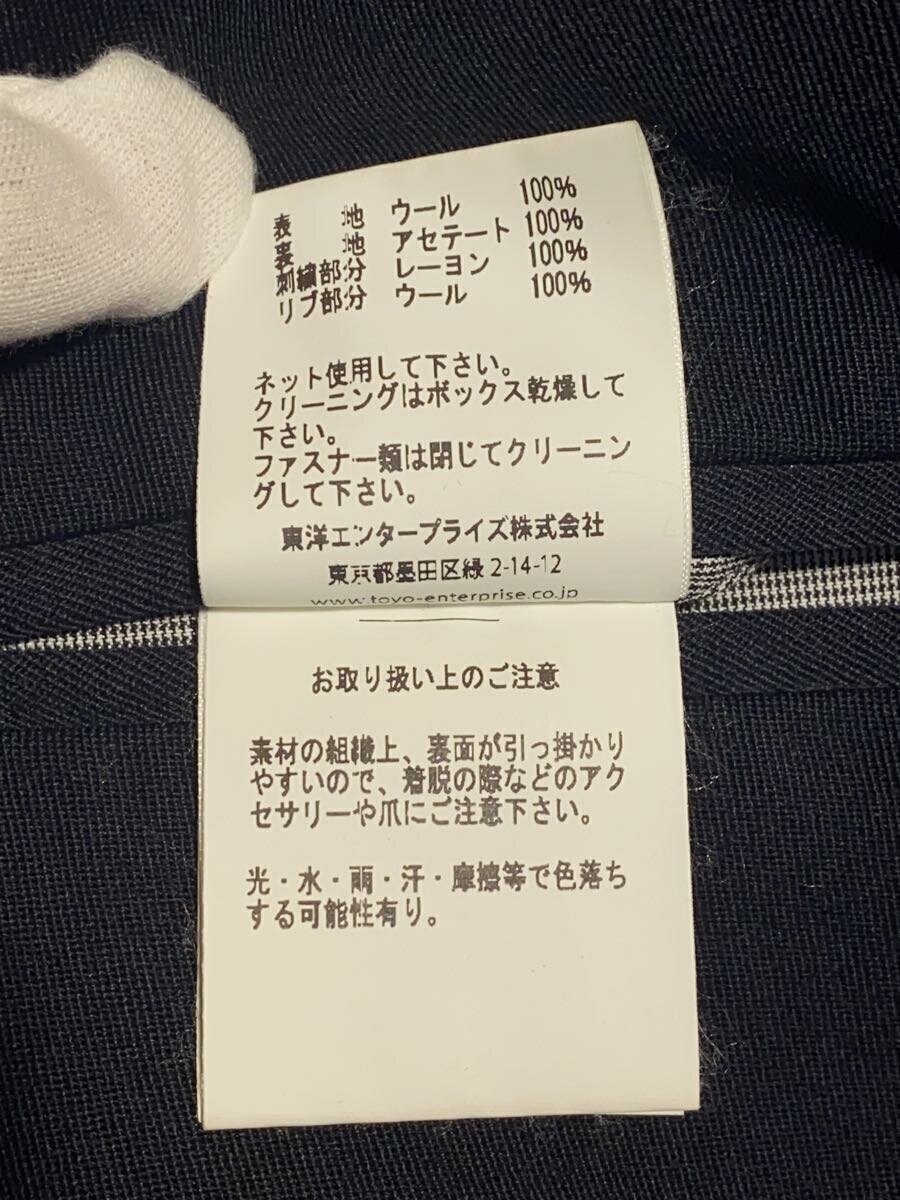 表 地 ウール 100%
裏 地 アセテート 100%
刺繍部分 レーヨン 100%
リブ部分 ウール 100%
ネット使用して下さい。
クリーニングはボックス乾燥して
下さい。
ファスナー類は閉じてクリーニン
グして下さい。
東洋エンタープライズ株式会社
東京都墨田区緑 2-14-12
www.toyo-enterprise.co.jp
お取り扱い上のご注意
素材の組織上、裏面が引っ掛かり
やすいので、着脱の際などのアク
セサリーや爪にご注意下さい。
光・水・雨・汗・摩擦等で色落ち
する可能性有り。